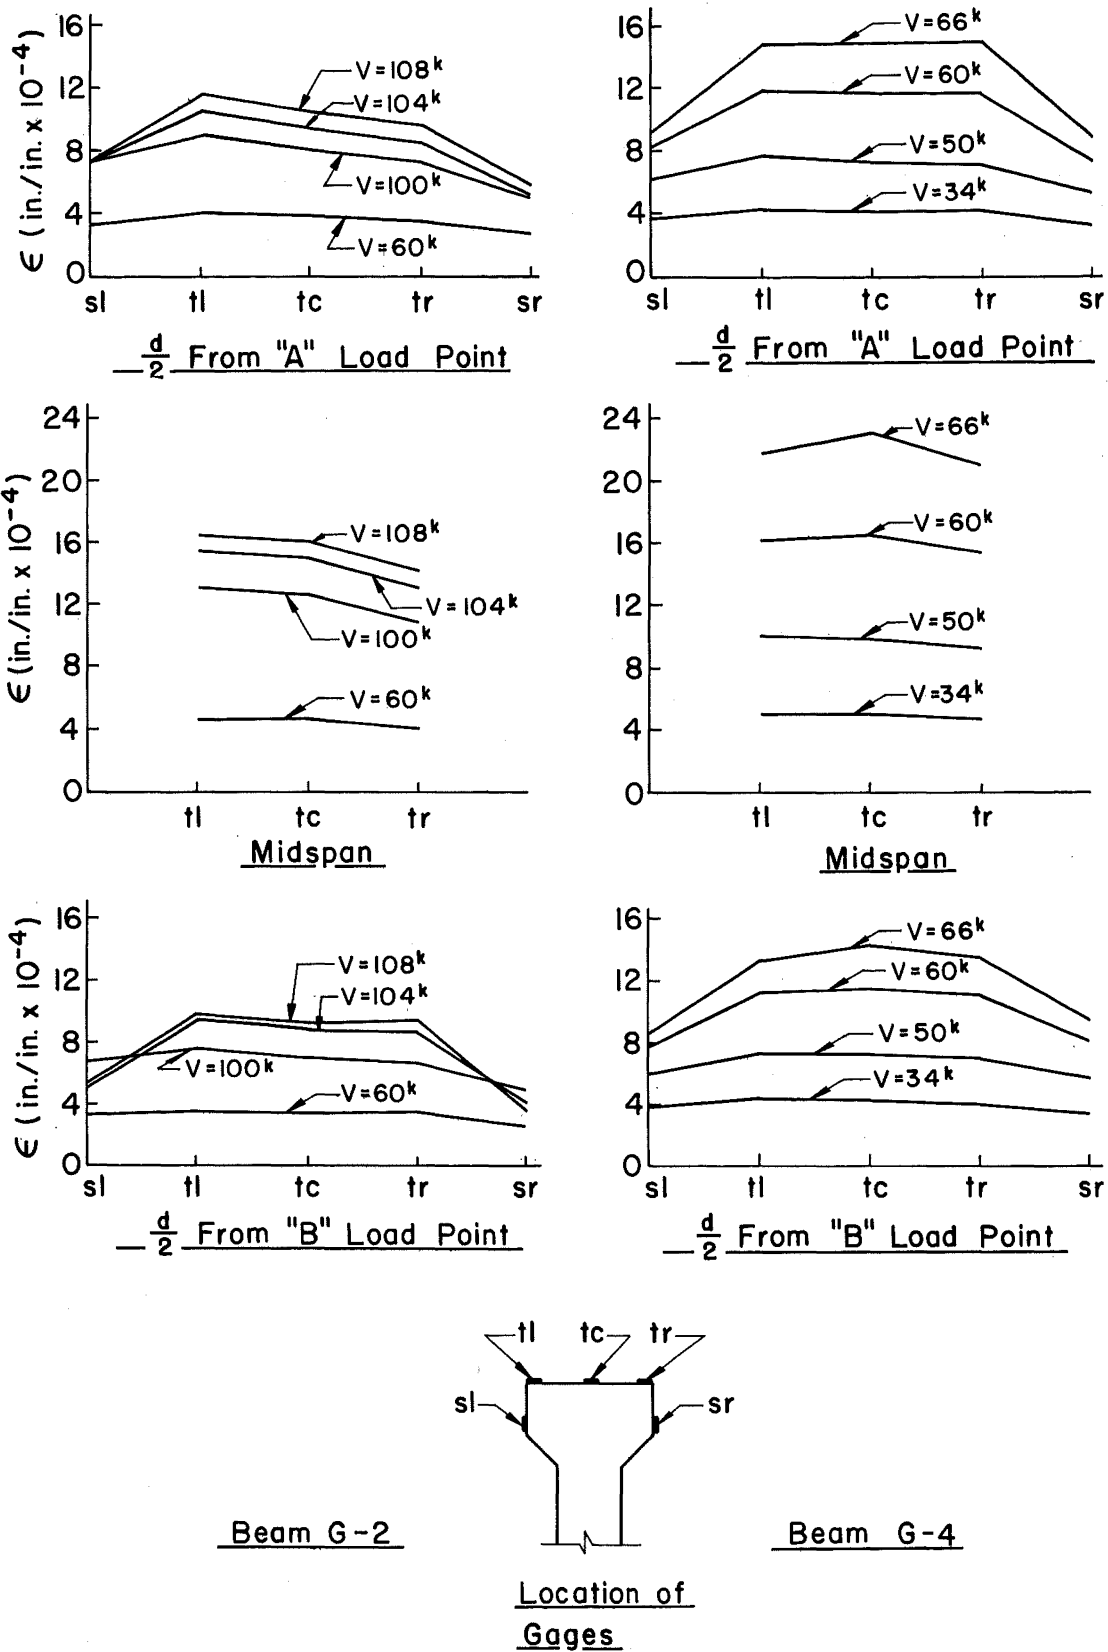 ϵ (in./in. x 10⁻⁴)
16
12
8
4
0
V=108ᵏ
V=104ᵏ
V=100ᵏ
V=60ᵏ
sl tl tc tr sr
d/2 From "A" Load Point
16
12
8
4
0
V=66ᵏ
V=60ᵏ
V=50ᵏ
V=34ᵏ
sl tl tc tr sr
d/2 From "A" Load Point
ϵ (in./in. x 10⁻⁴)
24
20
16
12
8
4
0
V=108ᵏ
V=104ᵏ
V=100ᵏ
V=60ᵏ
tl tc tr
Midspan
24
20
16
12
8
4
0
V=66ᵏ
V=60ᵏ
V=50ᵏ
V=34ᵏ
tl tc tr
Midspan
ϵ (in./in. x 10⁻⁴)
16
12
8
4
0
V=108ᵏ
V=104ᵏ
V=100ᵏ
V=60ᵏ
sl tl tc tr sr
d/2 From "B" Load Point
16
12
8
4
0
V=66ᵏ
V=60ᵏ
V=50ᵏ
V=34ᵏ
sl tl tc tr sr
d/2 From "B" Load Point
tl tc tr
sl sr
Beam G-2
Beam G-4
Location of
Gages